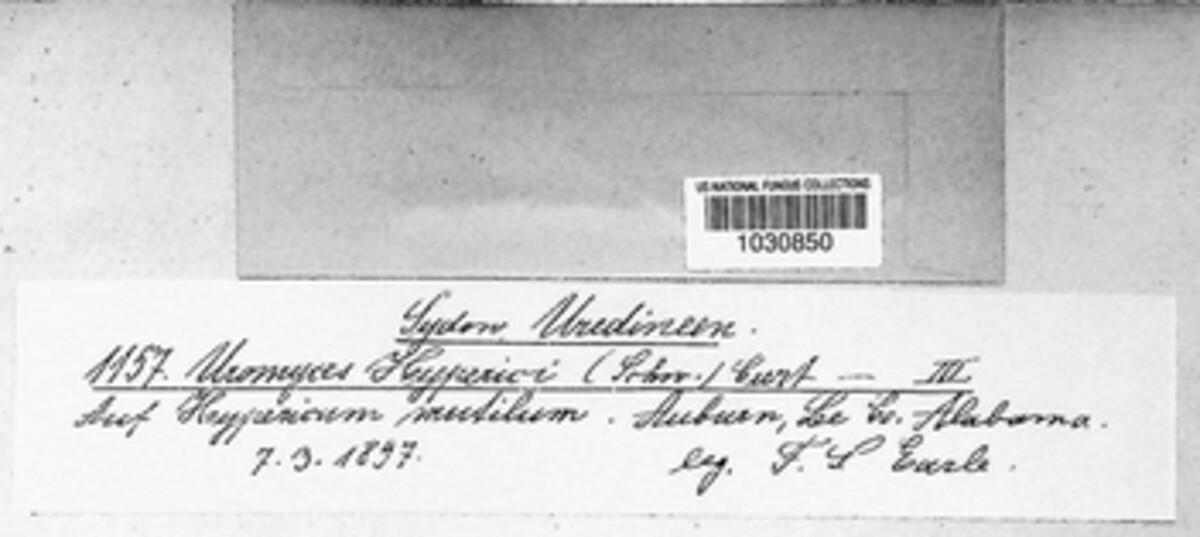 US NATIONAL FUNGUS COLLECTIONS
1030850
Sydow, Uredineen.
1157. Uromyces Hyperici (Schw.) Curt — III
Auf Hypericum mutilum. Auburn, Le Co. Alabama.
7.3.1897. leg. F. S Earle.